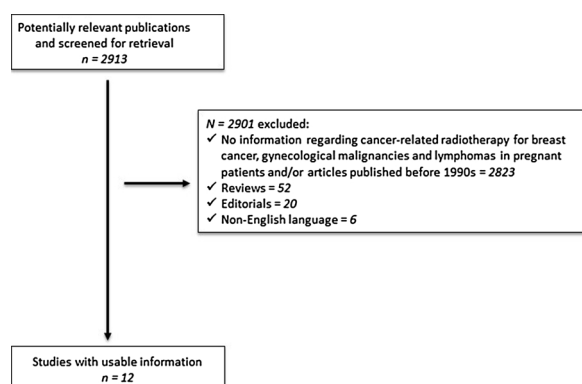 Potentially relevant publications
and screened for retrieval
n = 2913
N = 2901 excluded:
✓ No information regarding cancer-related radiotherapy for breast
cancer, gynecological malignancies and lymphomas in pregnant
patients and/or articles published before 1990s = 2823
✓ Reviews = 52
✓ Editorials = 20
✓ Non-English language = 6
Studies with usable information
n = 12